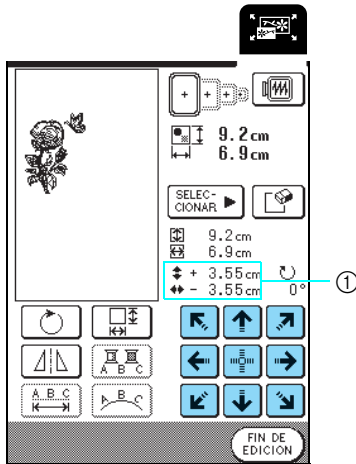 9.2 cm
6.9 cm
SELEC-
CIONAR
9.2 cm
6.9 cm
+ 3.55 cm
- 3.55 cm 0°
1
A B C
A B C
A B C
FIN DE
EDICION